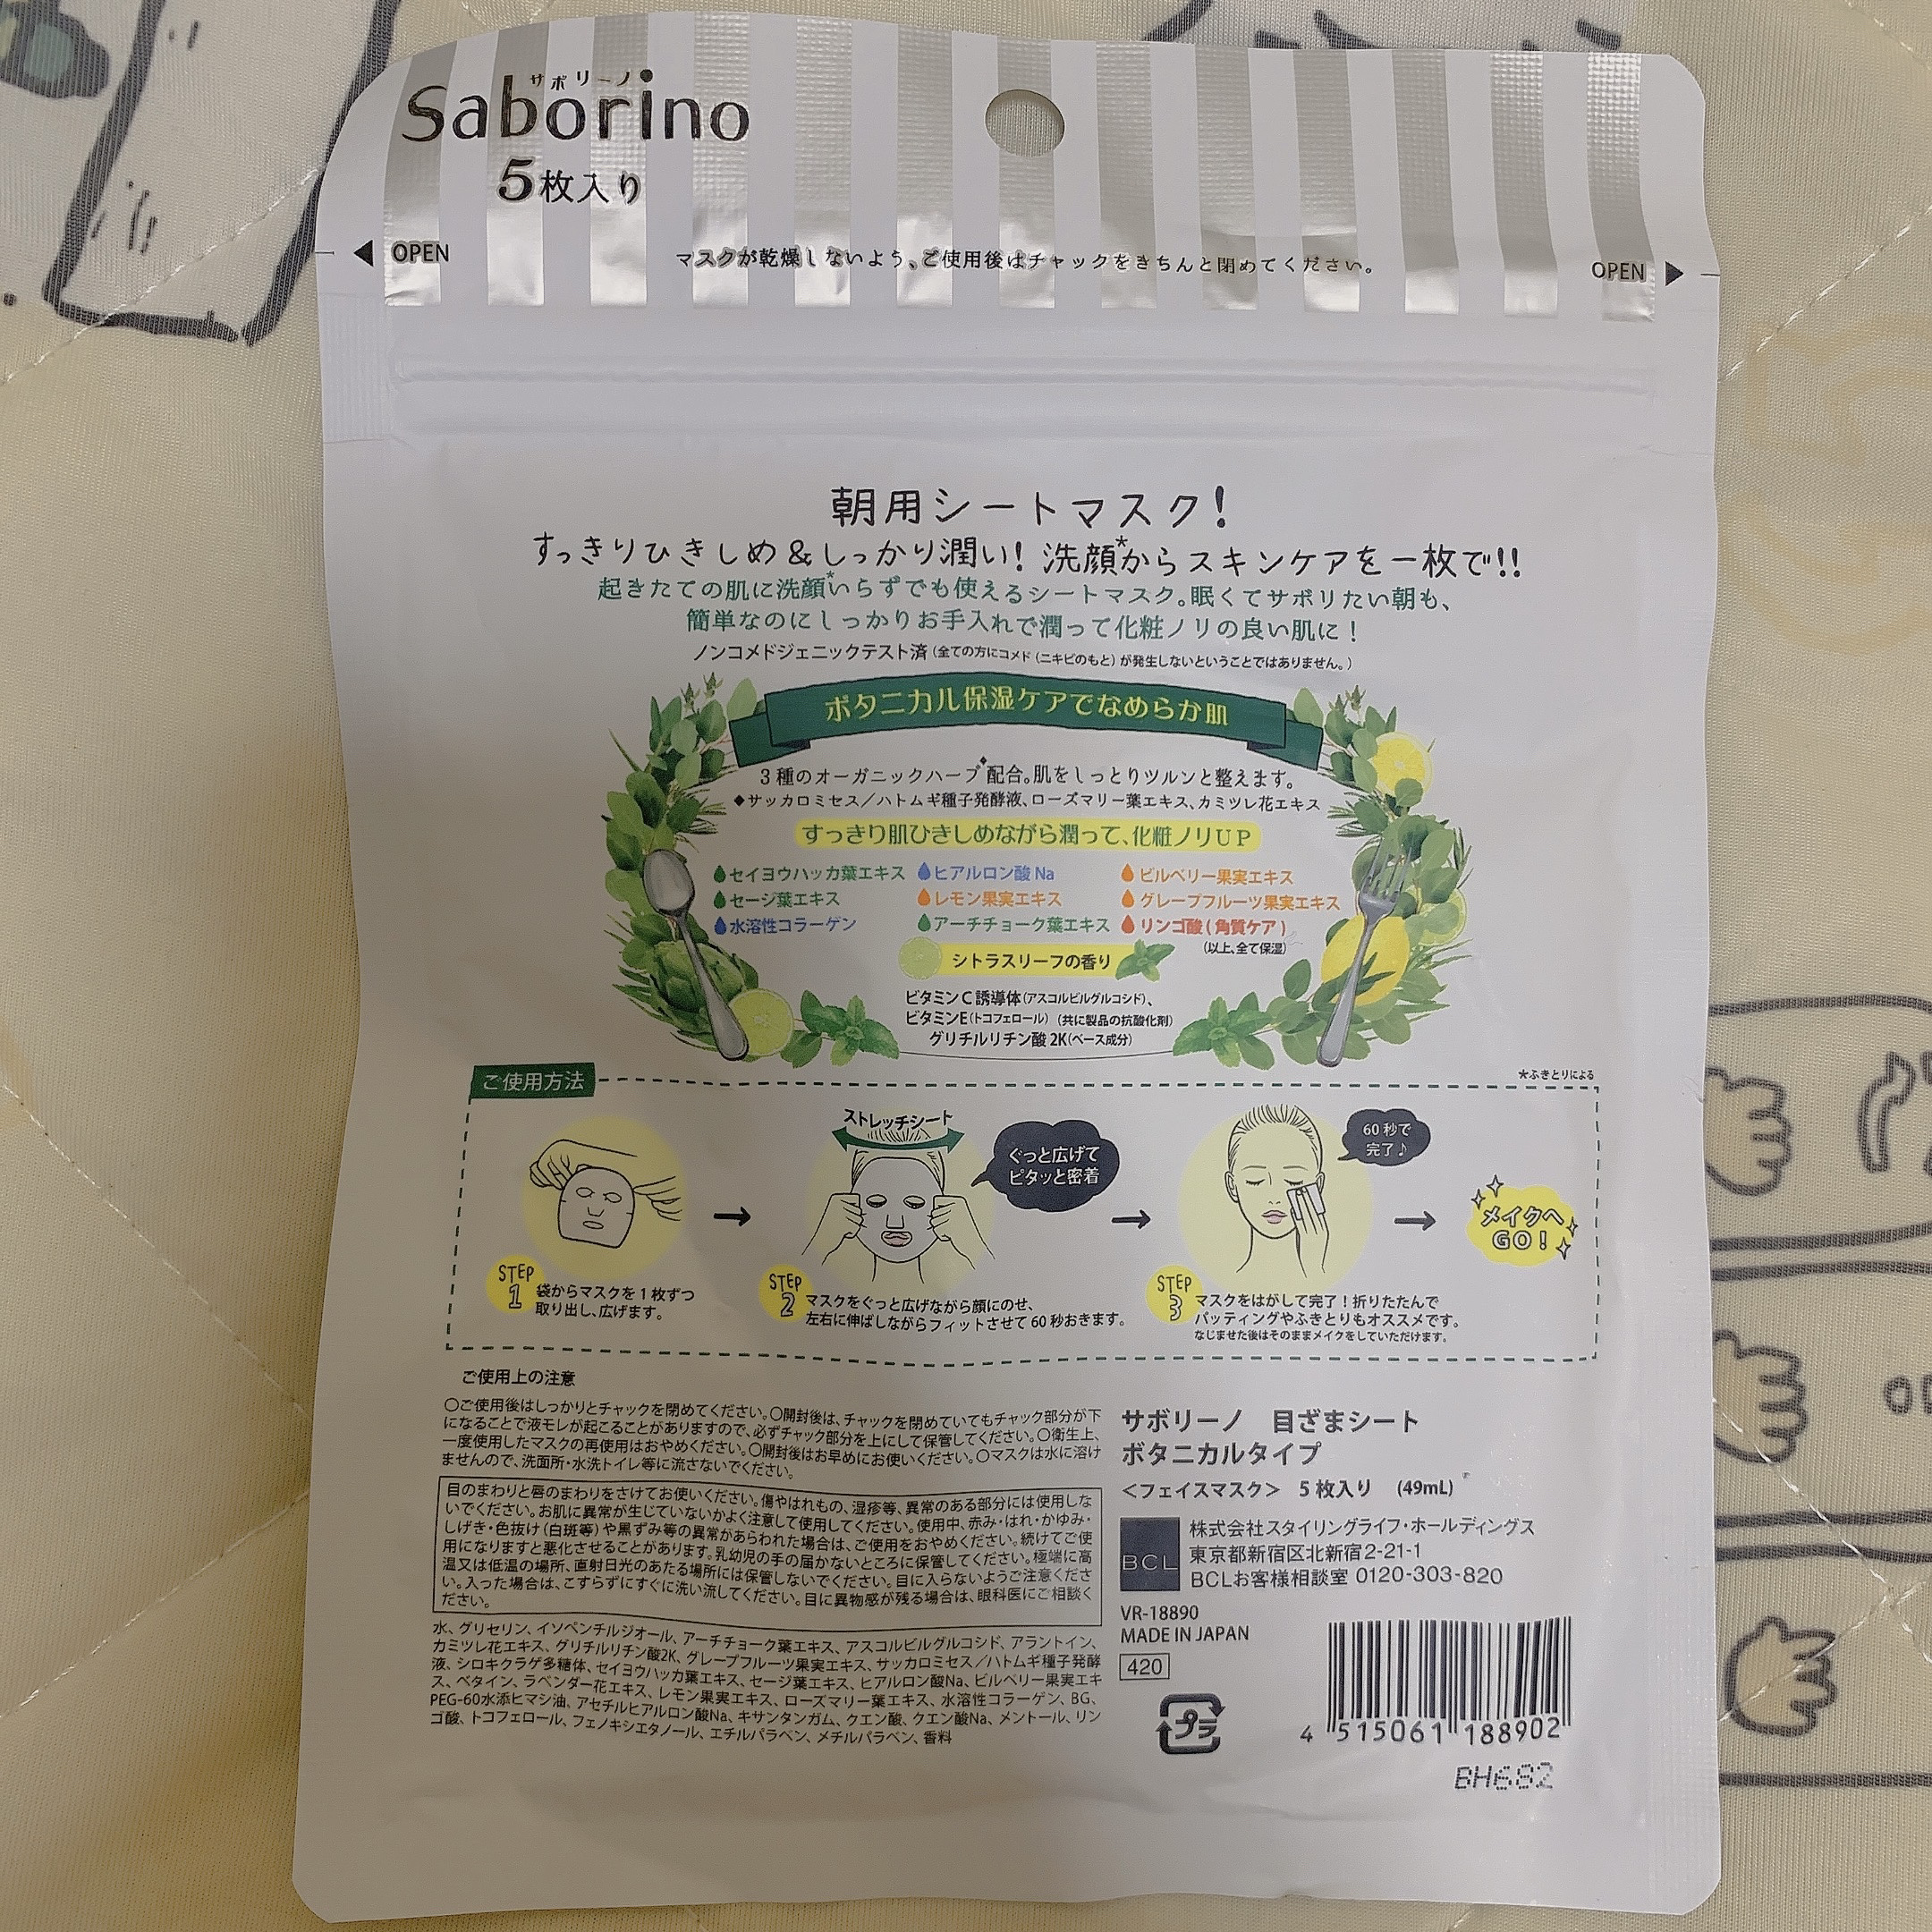 サボリーノ
Saborino
5枚入り
◀ OPEN
マスクが乾燥しないよう、ご使用後はチャックをきちんと閉めてください。
OPEN ▶
朝用シートマスク!
すっきりひきしめ&しっかり潤い! 洗顔*からスキンケアを一枚で!!
起きたての肌に洗顔*いらずでも使えるシートマスク。眠くてサボりたい朝も、
簡単なのにしっかりお手入れで潤って化粧ノリの良い肌に!
ノンコメドジェニックテスト済(全ての方にコメド(ニキビのもと)が発生しないということではありません。)
ボタニカル保湿ケアでなめらか肌
3種のオーガニックハーブ◆配合。肌をしっとりツルンと整えます。
◆サッカロミセス/ハトムギ種子発酵液、ローズマリー葉エキス、カミツレ花エキス
すっきり肌ひきしめながら潤って、化粧ノリUP
セイヨウハッカ葉エキス ヒアルロン酸Na ビルベリー果実エキス
セージ葉エキス レモン果実エキス グレープフルーツ果実エキス
水溶性コラーゲン アーチチョーク葉エキス リンゴ酸(角質ケア)
(以上、全て保湿)
シトラスリーフの香り
ビタミンC誘導体(アスコルビルグルコシド)、
ビタミンE(トコフェロール)(共に製品の抗酸化剤)
グリチルリチン酸2K(ベース成分)
*ふきとりによる
ご使用方法
ストレッチシート
ぐっと広げて
ピタッと密着
60秒で
完了♪
メイクへ
GO!
STEP
1
袋からマスクを1枚ずつ
取り出し、広げます。
STEP
2
マスクをぐっと広げながら顔にのせ、
左右に伸ばしながらフィットさせて60秒おきます。
STEP
3
マスクをはがして完了!折りたたんで
パッティングやふきとりもオススメです。
なじませた後はそのままメイクをしていただけます。
ご使用上の注意
○ご使用後はしっかりとチャックを閉めてください。○開封後は、チャックを閉めていてもチャック部分が下
になることで液モレが起こることがありますので、必ずチャック部分を上にして保管してください。○衛生上、
一度使用したマスクの再使用はおやめください。○開封後はお早めにお使いください。○マスクは水に溶け
ませんので、洗面所・水洗トイレ等に流さないでください。
目のまわりと唇のまわりをさけてお使いください。傷やはれもの、湿疹等、異常のある部分には使用しな
いでください。お肌に異常が生じていないかよく注意して使用してください。使用中、赤み・はれ・かゆみ・
しげき・色抜け(白斑等)や黒ずみ等の異常があらわれた場合は、ご使用をおやめください。続けてご使
用になりますと悪化させることがあります。乳幼児の手の届かないところに保管してください。極端に高
温又は低温の場所、直射日光のあたる場所には保管しないでください。目に入らないようご注意くださ
い。入った場合は、こすらずにすぐに洗い流してください。目に異物感が残る場合は、眼科医にご相談く
ださい。
水、グリセリン、イソペンチルジオール、アーチチョーク葉エキス、アスコルビルグルコシド、アラントイン、
カミツレ花エキス、グリチルリチン酸2K、グレープフルーツ果実エキス、サッカロミセス/ハトムギ種子発酵
液、シロキクラゲ多糖体、セイヨウハッカ葉エキス、セージ葉エキス、ヒアルロン酸Na、ビルベリー果実エキ
ス、ベタイン、ラベンダー花エキス、レモン果実エキス、ローズマリー葉エキス、水溶性コラーゲン、BG、
PEG-60水添ヒマシ油、アセチルヒアルロン酸Na、キサンタンガム、クエン酸、クエン酸Na、メントール、リン
ゴ酸、トコフェロール、フェノキシエタノール、エチルパラベン、メチルパラベン、香料
サボリーノ 目ざまシート
ボタニカルタイプ
<フェイスマスク> 5枚入り (49mL)
BCL
株式会社スタイリングライフ・ホールディングス
東京都新宿区北新宿2-21-1
BCLお客様相談室 0120-303-820
VR-18890
MADE IN JAPAN
420
プラ
4 515061 188902
BH682